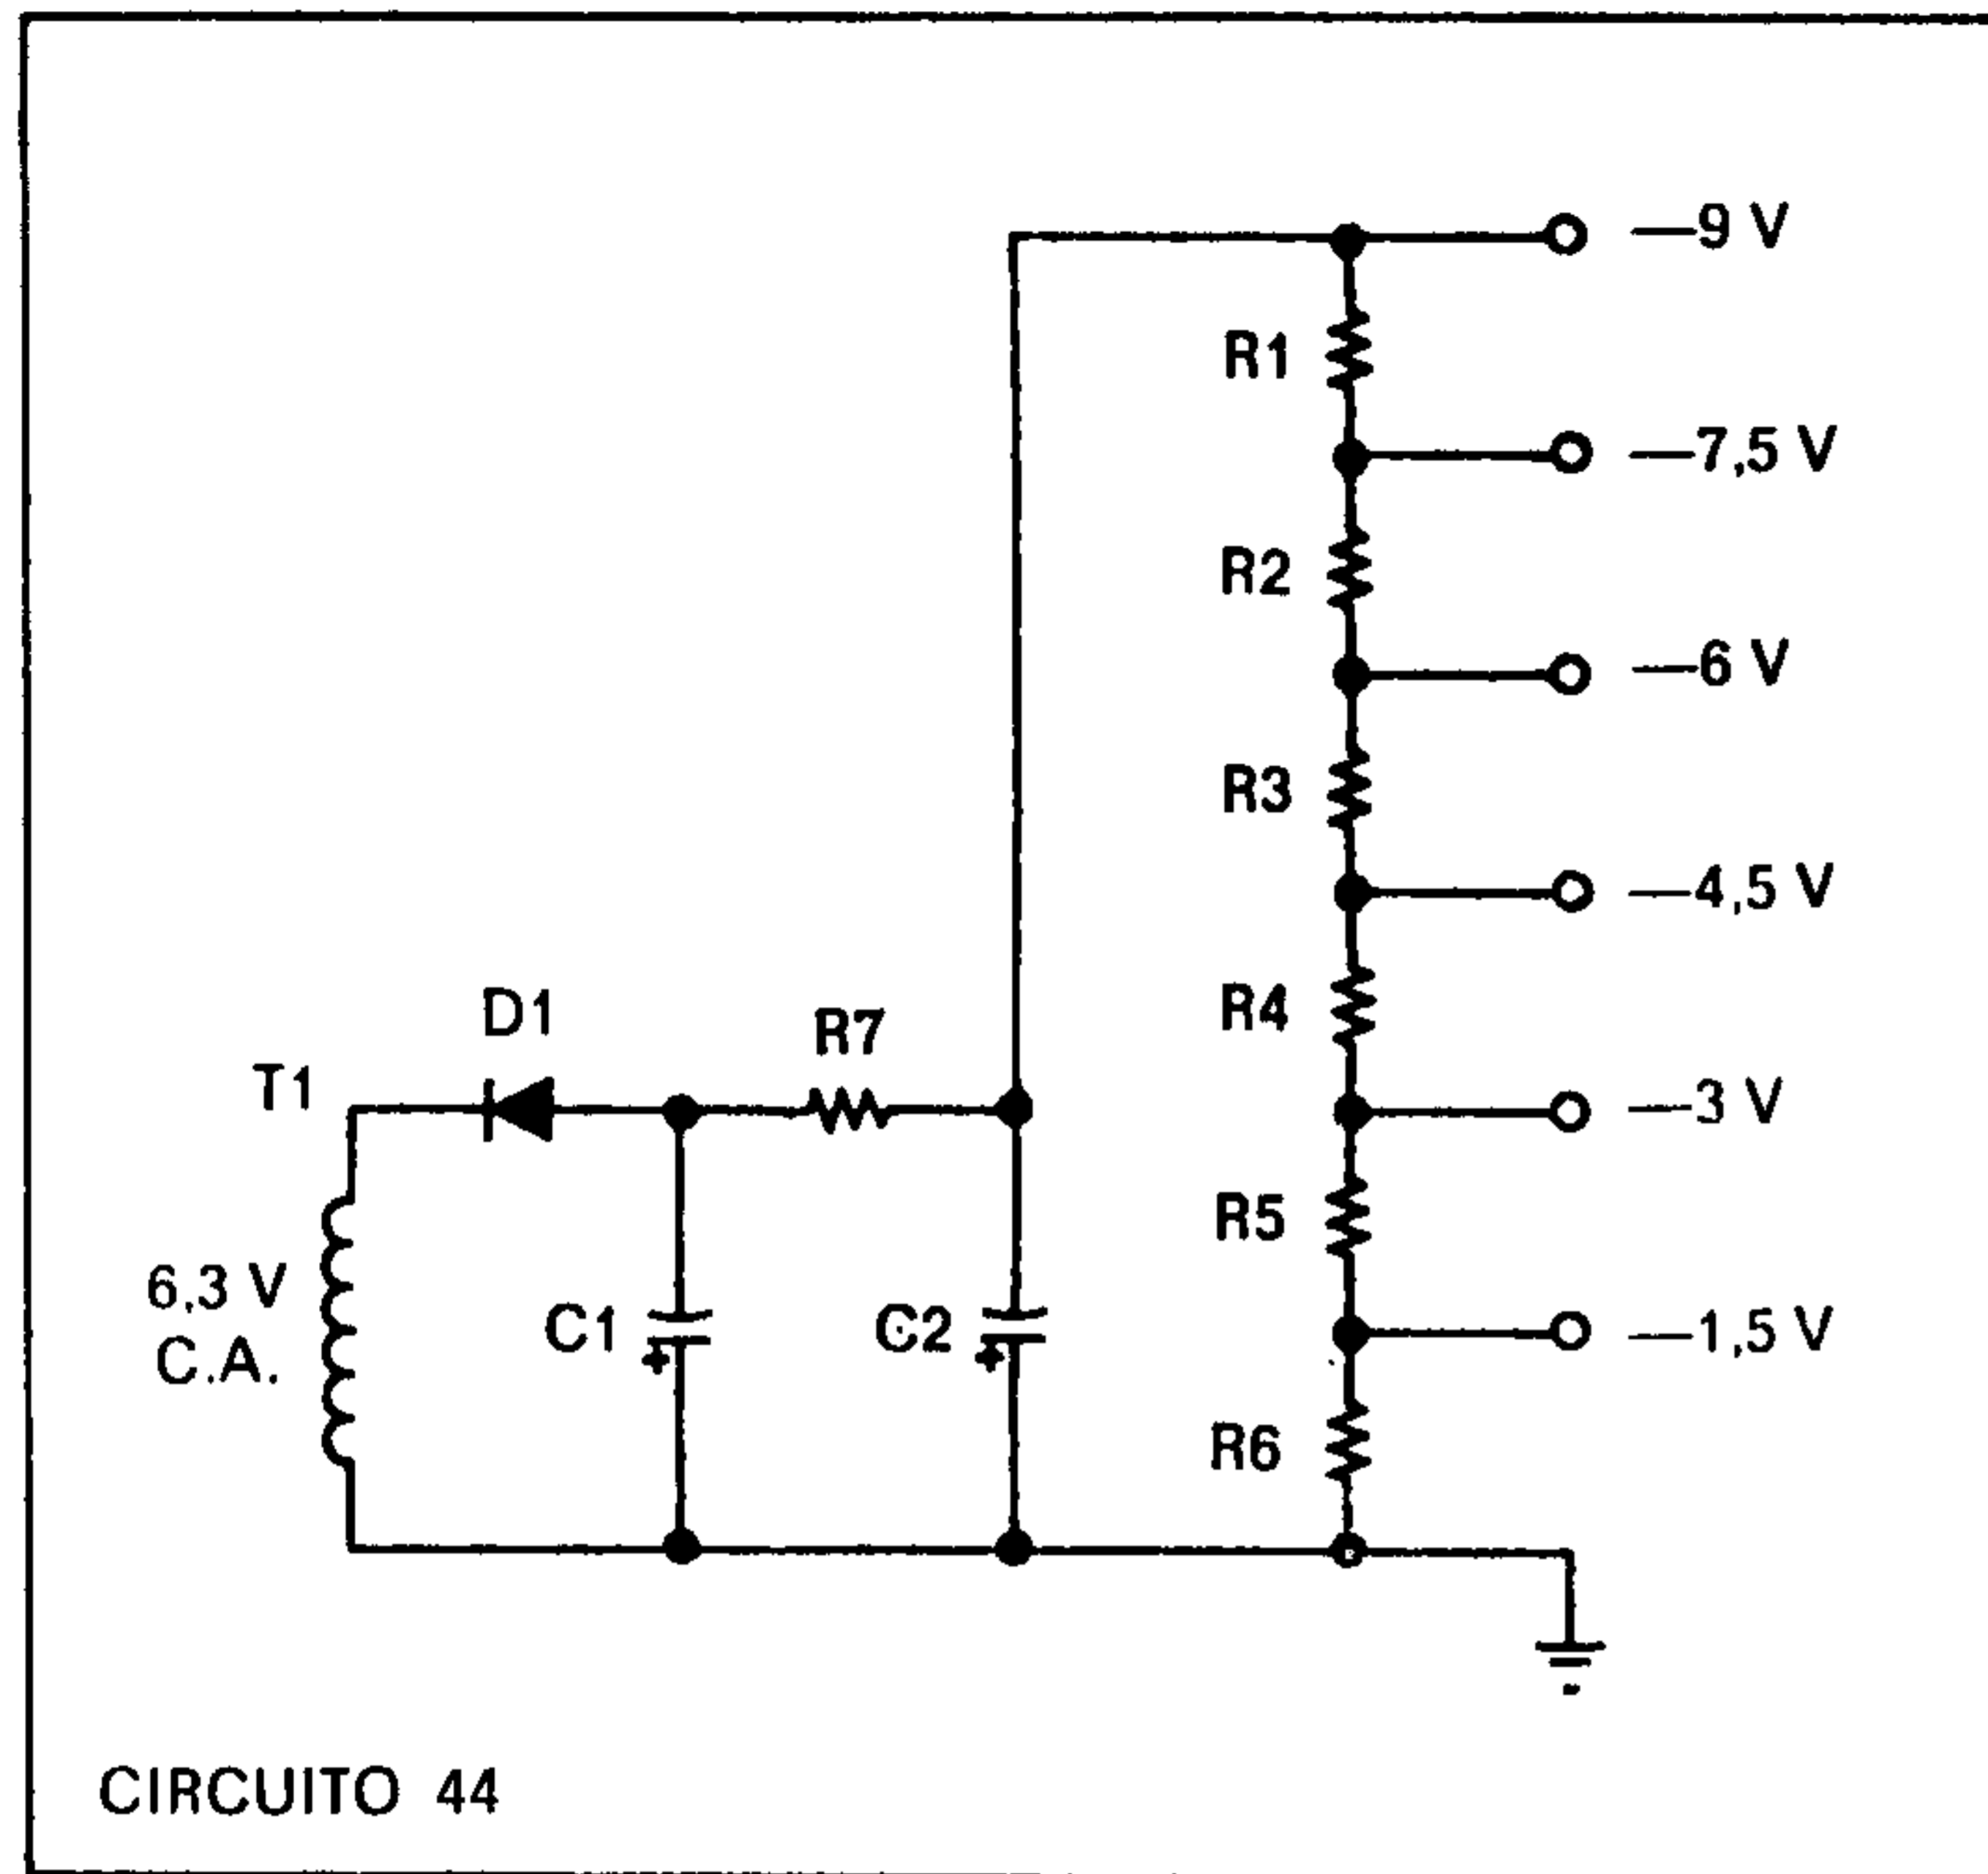 —9 V
R1
—7,5 V
R2
—6 V
R3
—4,5 V
R4
D1
R7
T1
—3 V
R5
6,3 V
C.A.
C1
C2
—1,5 V
R6
CIRCUITO 44